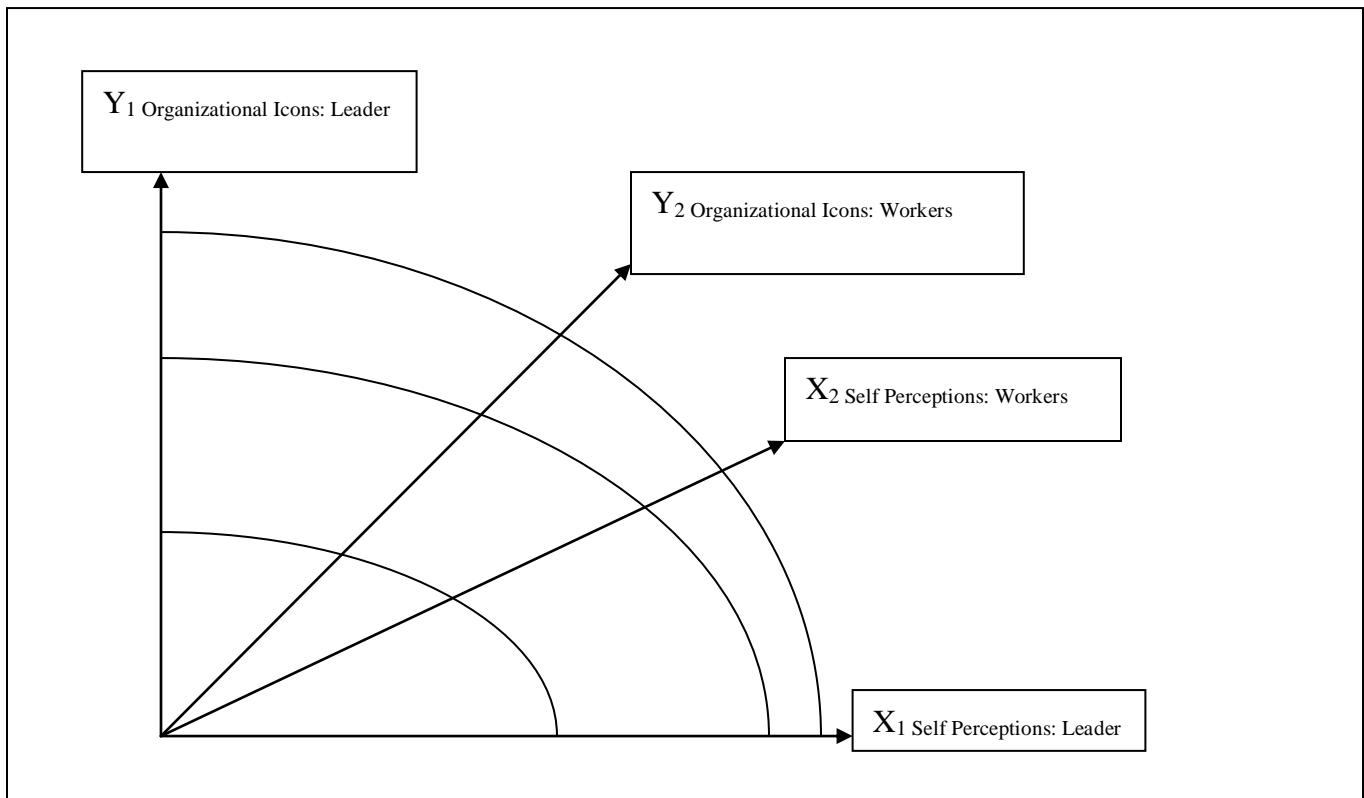 Y1 Organizational Icons: Leader
Y2 Organizational Icons: Workers
X2 Self Perceptions: Workers
X1 Self Perceptions: Leader